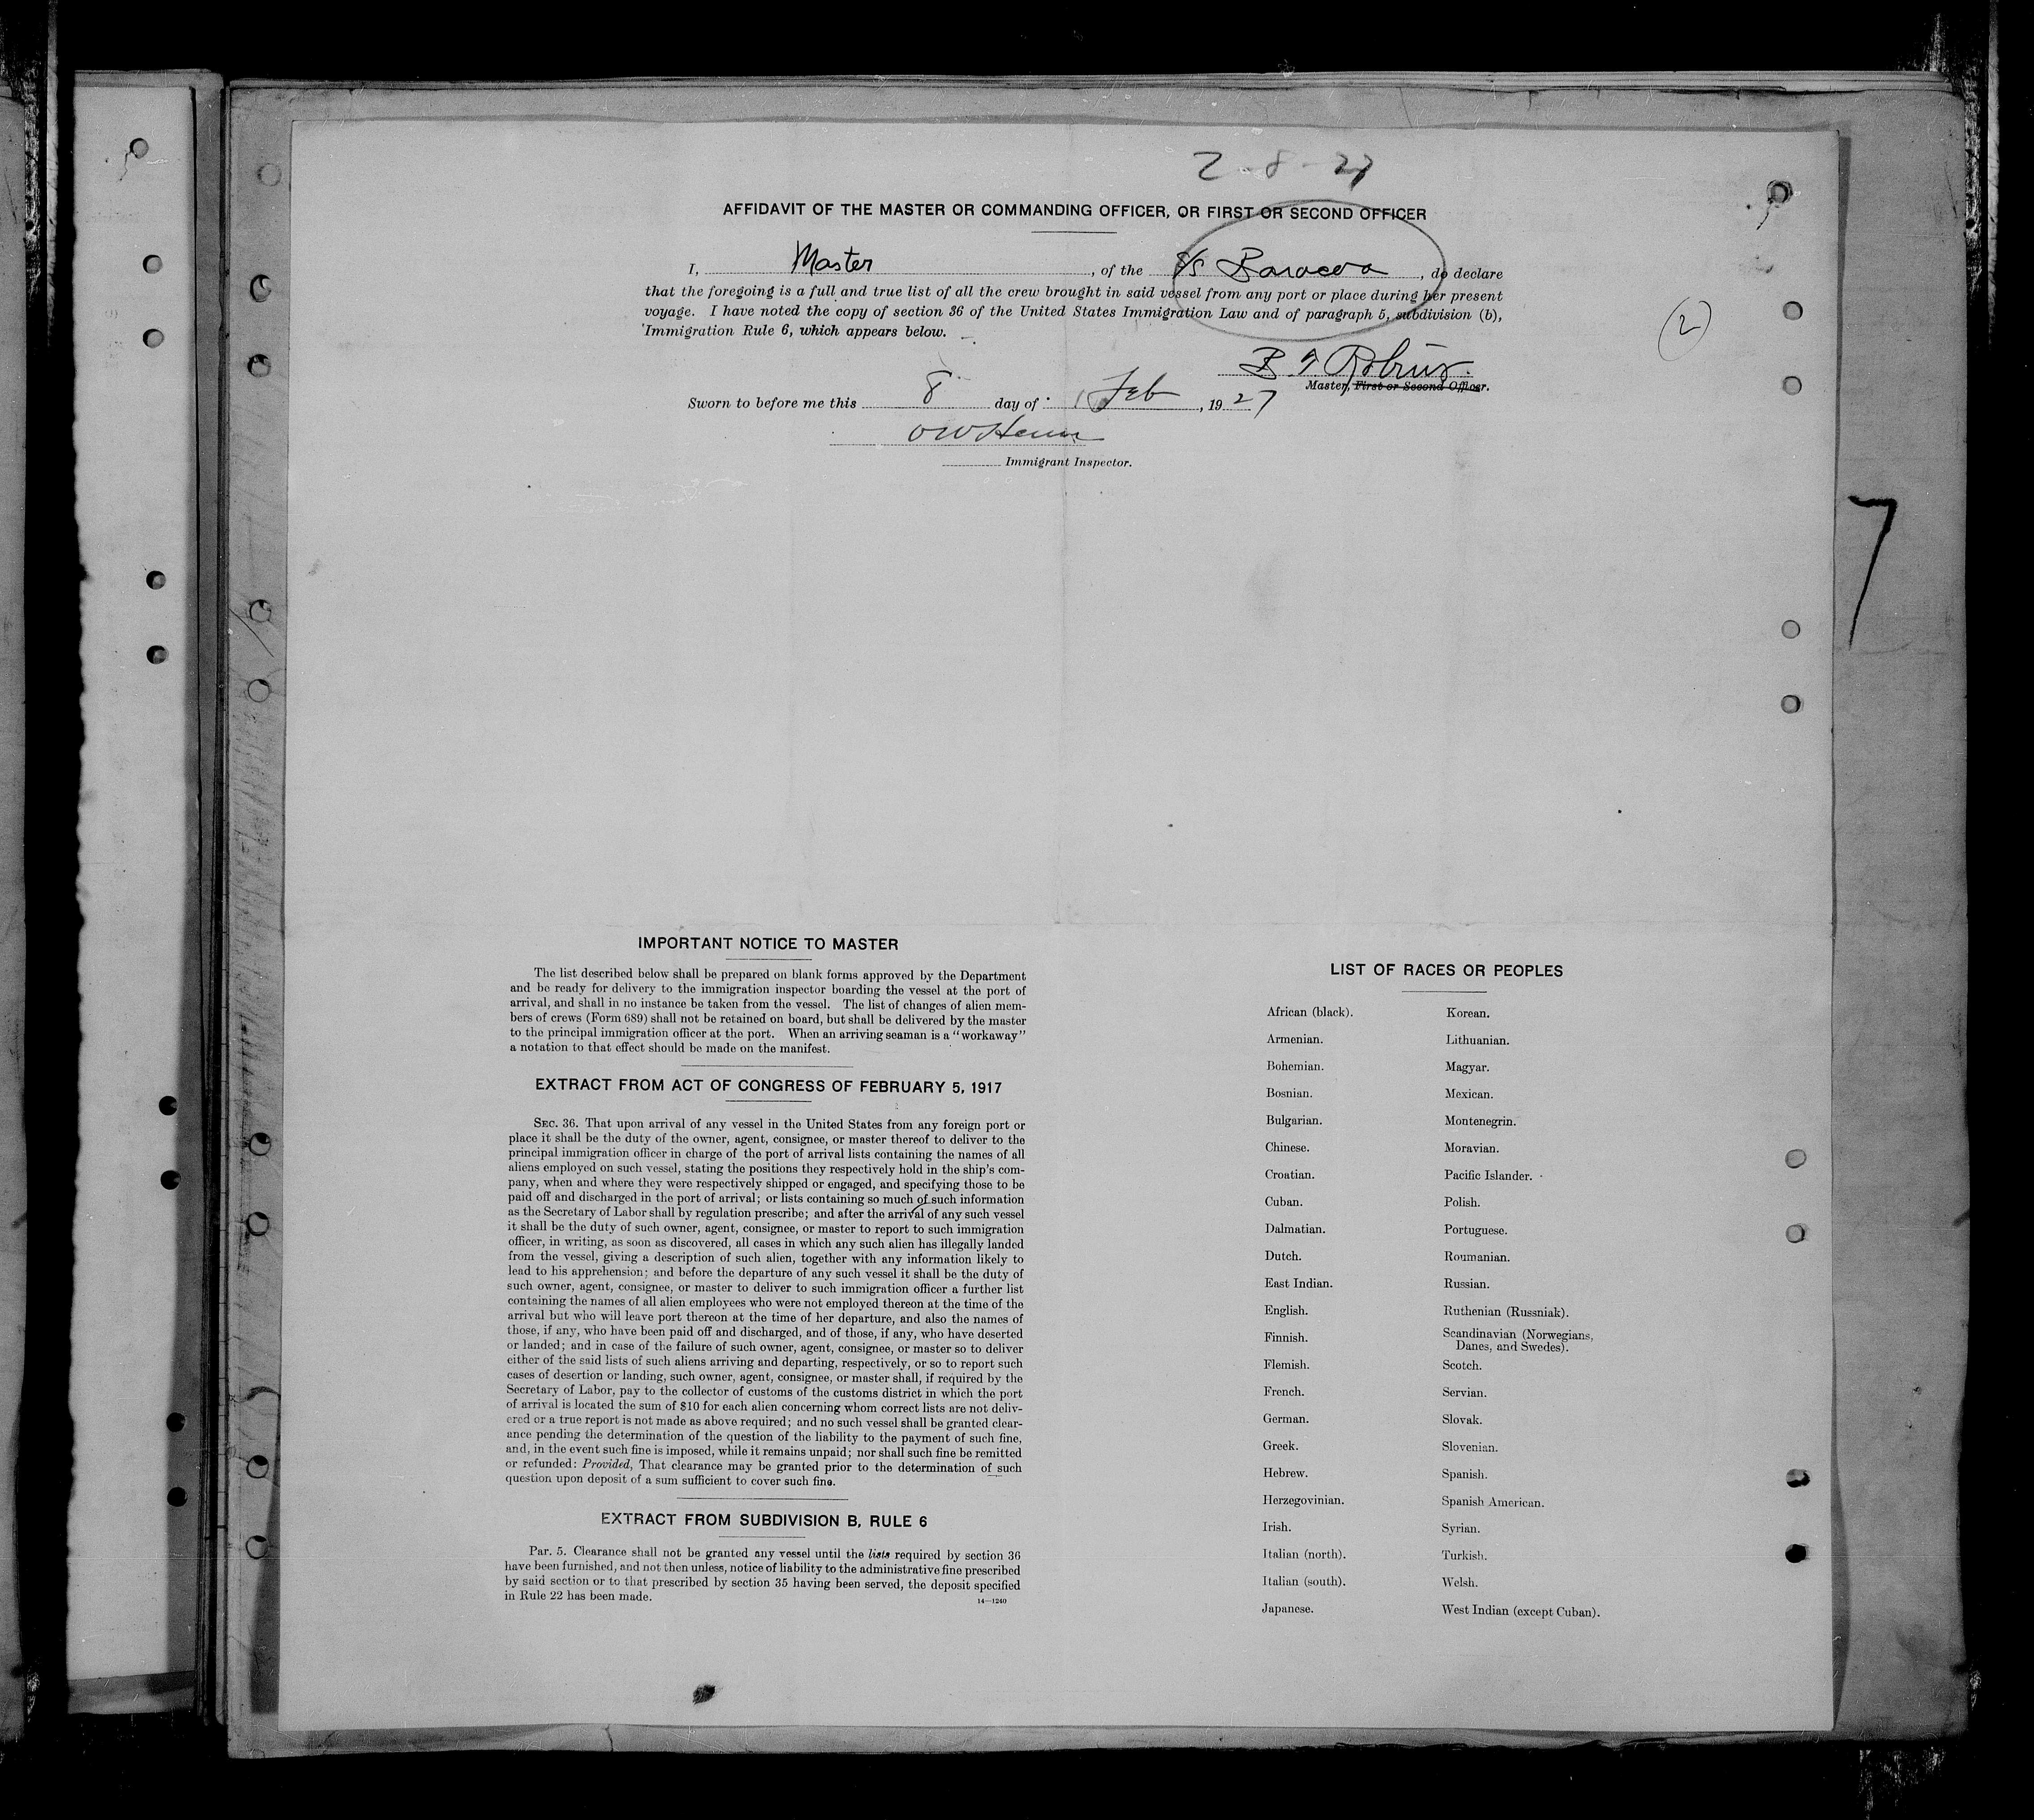 2-8-27
AFFIDAVIT OF THE MASTER OR COMMANDING OFFICER, OR FIRST OR SECOND OFFICER
I, Master, of the S/S Baracoa, do declare
that the foregoing is a full and true list of all the crew brought in said vessel from any port or place during her present
voyage. I have noted the copy of section 36 of the United States Immigration Law and of paragraph 5, subdivision (b),
Immigration Rule 6, which appears below.
(2)
B
Master, First or Second Officer.
Sworn to before me this 8 day of Feb, 1927
Immigrant Inspector.
7
IMPORTANT NOTICE TO MASTER
The list described below shall be prepared on blank forms approved by the Department
and be ready for delivery to the immigration inspector boarding the vessel at the port of
arrival, and shall in no instance be taken from the vessel. The list of changes of alien mem-
bers of crews (Form 689) shall not be retained on board, but shall be delivered by the master
to the principal immigration officer at the port. When an arriving seaman is a "workaway"
a notation to that effect should be made on the manifest.
EXTRACT FROM ACT OF CONGRESS OF FEBRUARY 5, 1917
SEC. 36. That upon arrival of any vessel in the United States from any foreign port or
place it shall be the duty of the owner, agent, consignee, or master thereof to deliver to the
principal immigration officer in charge of the port of arrival lists containing the names of all
aliens employed on such vessel, stating the positions they respectively hold in the ship's com-
pany, when and where they were respectively shipped or engaged, and specifying those to be
paid off and discharged in the port of arrival; or lists containing so much of such information
as the Secretary of Labor shall by regulation prescribe; and after the arrival of any such vessel
it shall be the duty of such owner, agent, consignee, or master to report to such immigration
officer, in writing, as soon as discovered, all cases in which any such alien has illegally landed
from the vessel, giving a description of such alien, together with any information likely to
lead to his apprehension; and before the departure of any such vessel it shall be the duty of
such owner, agent, consignee, or master to deliver to such immigration officer a further list
containing the names of all alien employees who were not employed thereon at the time of the
arrival but who will leave port thereon at the time of her departure, and also the names of
those, if any, who have been paid off and discharged, and of those, if any, who have deserted
or landed; and in case of the failure of such owner, agent, consignee, or master so to deliver
either of the said lists of such aliens arriving and departing, respectively, or so to report such
cases of desertion or landing, such owner, agent, consignee, or master shall, if required by the
Secretary of Labor, pay to the collector of customs of the customs district in which the port
of arrival is located the sum of $10 for each alien concerning whom correct lists are not deliv-
ered or a true report is not made as above required; and no such vessel shall be granted clear-
ance pending the determination of the question of the liability to the payment of such fine,
and, in the event such fine is imposed, while it remains unpaid; nor shall such fine be remitted
or refunded: Provided, That clearance may be granted prior to the determination of such
question upon deposit of a sum sufficient to cover such fine.
EXTRACT FROM SUBDIVISION B, RULE 6
Par. 5. Clearance shall not be granted any vessel until the lists required by section 36
have been furnished, and not then unless, notice of liability to the administrative fine prescribed
by said section or to that prescribed by section 35 having been served, the deposit specified
in Rule 22 has been made.
14—1240
LIST OF RACES OR PEOPLES
African (black).
Armenian.
Bohemian.
Bosnian.
Bulgarian.
Chinese.
Croatian.
Cuban.
Dalmatian.
Dutch.
East Indian.
English.
Finnish.
Flemish.
French.
German.
Greek.
Hebrew.
Herzegovinian.
Irish.
Italian (north).
Italian (south).
Japanese.
Korean.
Lithuanian.
Magyar.
Mexican.
Montenegrin.
Moravian.
Pacific Islander.
Polish.
Portuguese.
Roumanian.
Russian.
Ruthenian (Russniak).
Scandinavian (Norwegians,
Danes, and Swedes).
Scotch.
Servian.
Slovak.
Slovenian.
Spanish.
Spanish American.
Syrian.
Turkish.
Welsh.
West Indian (except Cuban).